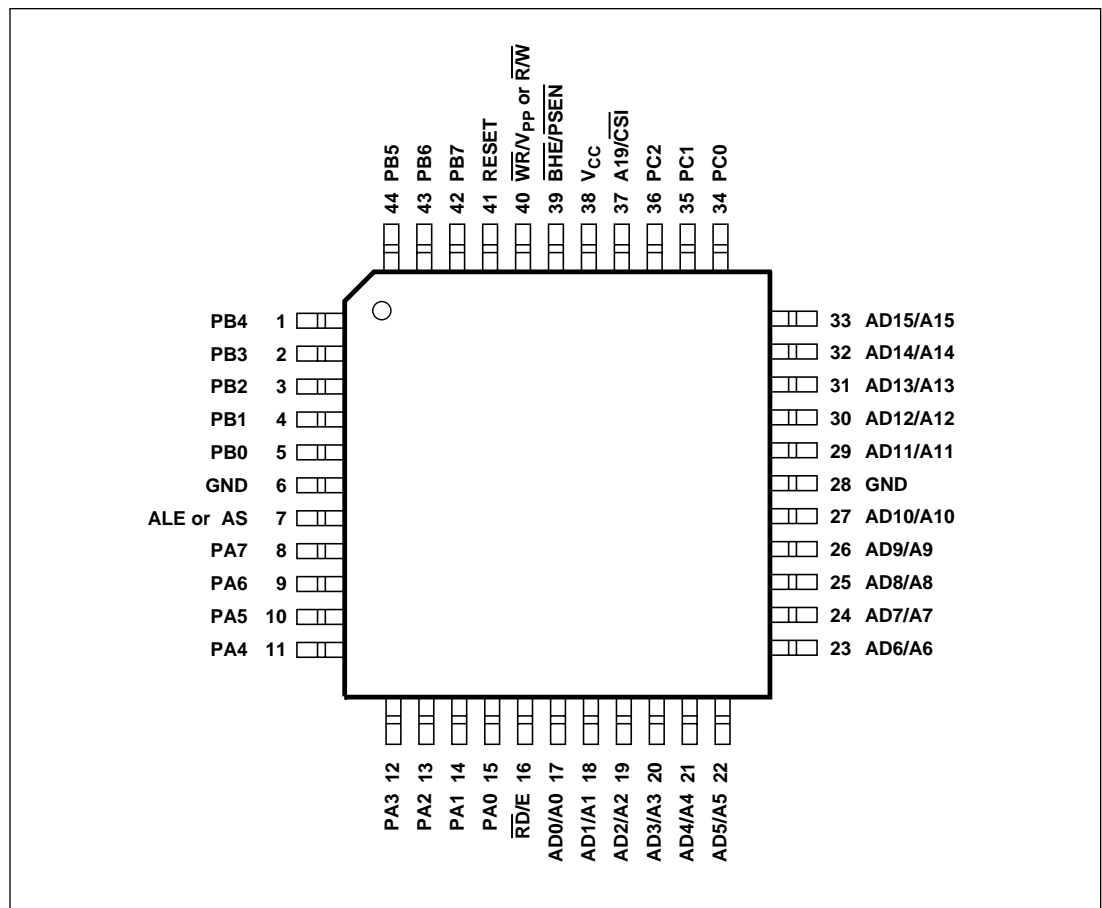 44 PB5
43 PB6
42 PB7
41 RESET
40 W̅R̅/VPP or R/W̅
39 B̅H̅E̅/P̅S̅E̅N̅
38 VCC
37 A19/C̅S̅I̅
36 PC2
35 PC1
34 PC0
PB4 1
PB3 2
PB2 3
PB1 4
PB0 5
GND 6
ALE or AS 7
PA7 8
PA6 9
PA5 10
PA4 11
33 AD15/A15
32 AD14/A14
31 AD13/A13
30 AD12/A12
29 AD11/A11
28 GND
27 AD10/A10
26 AD9/A9
25 AD8/A8
24 AD7/A7
23 AD6/A6
PA3 12
PA2 13
PA1 14
PA0 15
R̅D̅/E 16
AD0/A0 17
AD1/A1 18
AD2/A2 19
AD3/A3 20
AD4/A4 21
AD5/A5 22